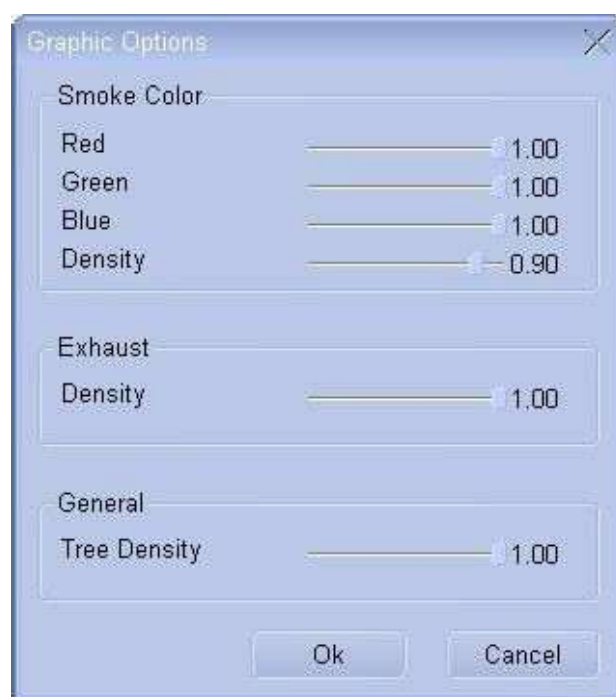 Graphic Options
Smoke Color
Red 1.00
Green 1.00
Blue 1.00
Density 0.90
Exhaust
Density 1.00
General
Tree Density 1.00
Ok Cancel